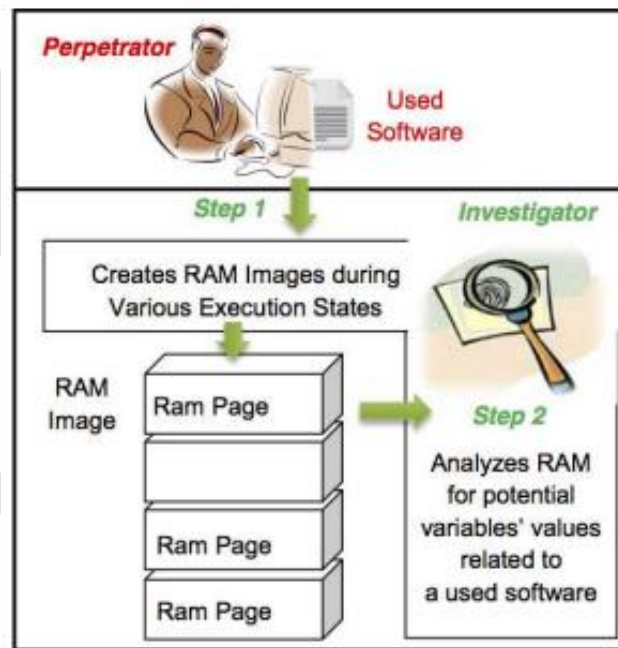 Perpetrator
Used
Software
Step 1
Investigator
Creates RAM Images during
Various Execution States
RAM
Image
Ram Page
Ram Page
Ram Page
Step 2
Analyzes RAM
for potential
variables' values
related to
a used software